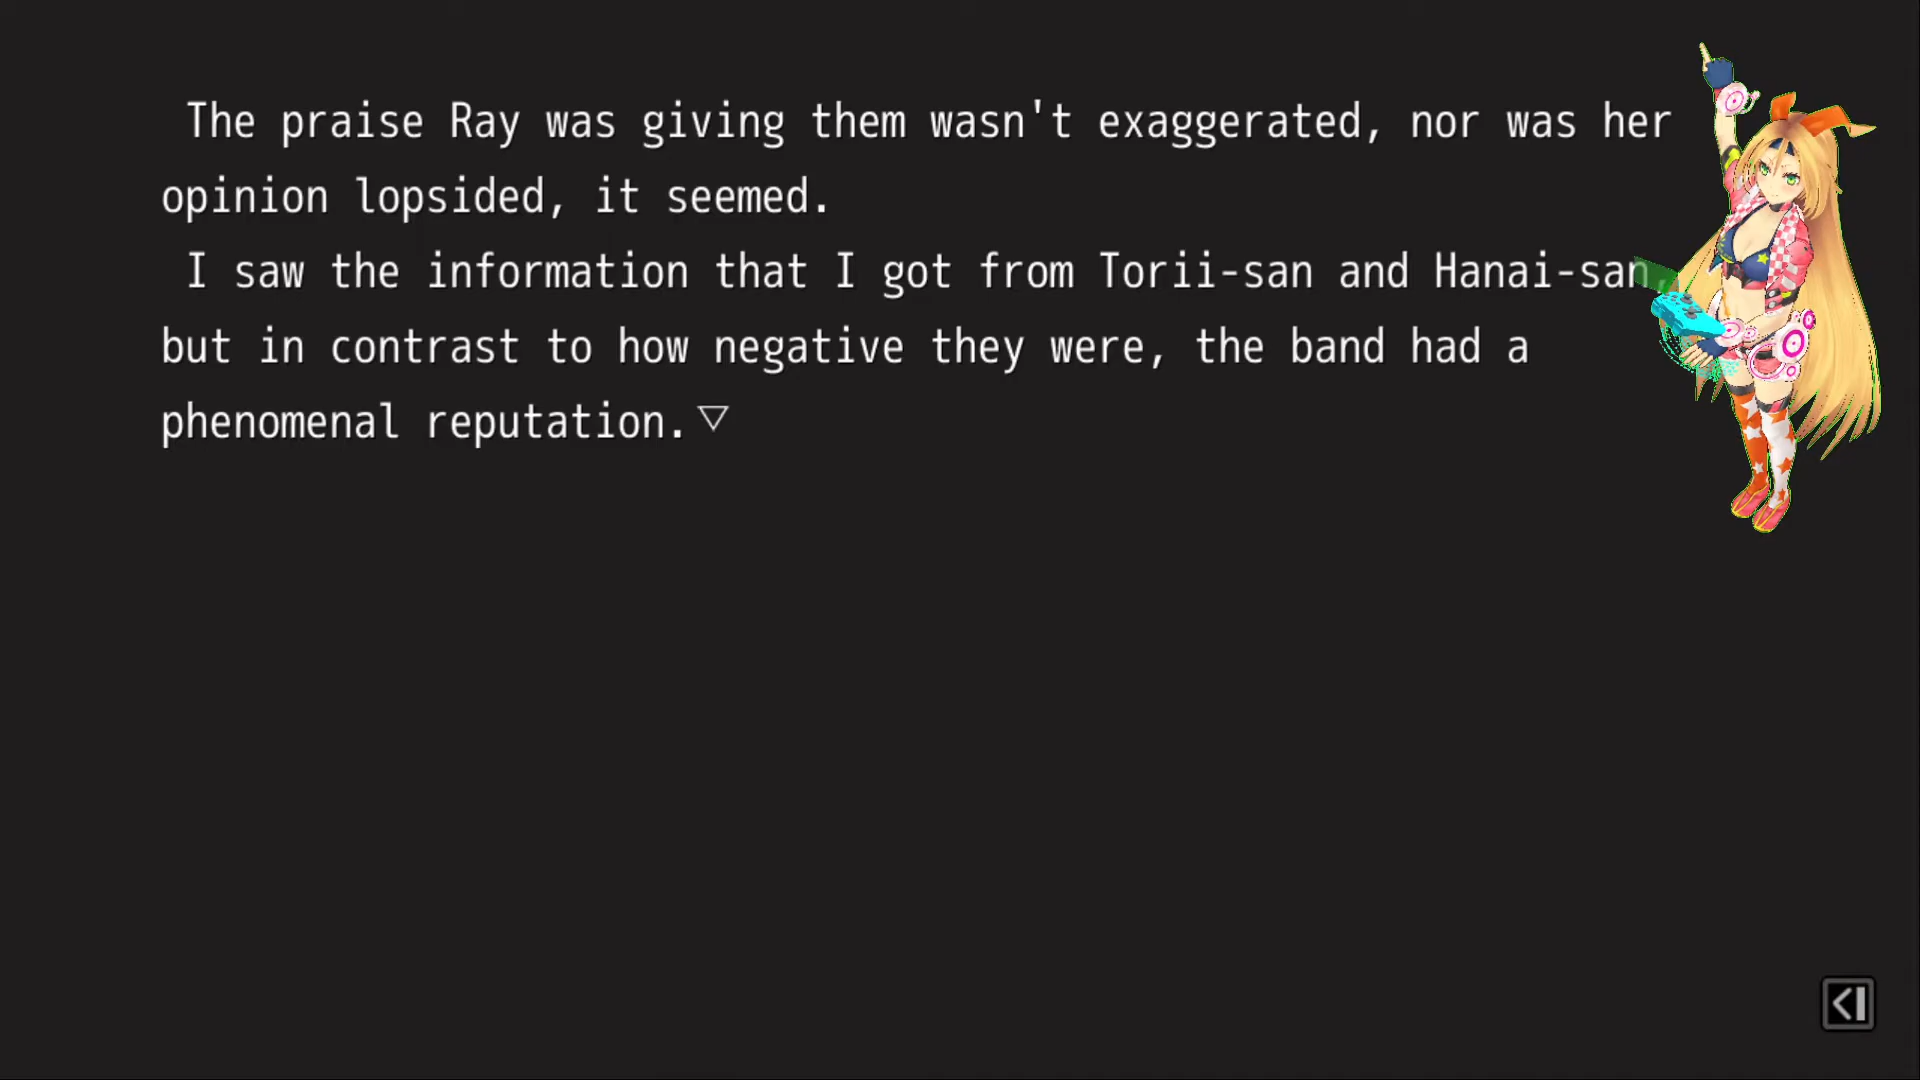 The praise Ray was giving them wasn't exaggerated, nor was her
opinion lopsided, it seemed.
I saw the information that I got from Torii-san and Hanai-san,
but in contrast to how negative they were, the band had a
phenomenal reputation.